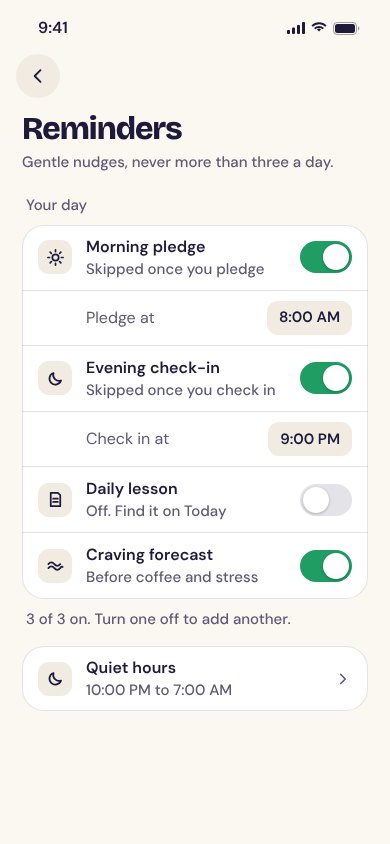 9:41
Reminders
Gentle nudges, never more than three a day.
Your day
Morning pledge
Skipped once you pledge
Pledge at
8:00 AM
Evening check-in
Skipped once you check in
Check in at
9:00 PM
Daily lesson
Off. Find it on Today
Craving forecast
Before coffee and stress
3 of 3 on. Turn one off to add another.
Quiet hours
10:00 PM to 7:00 AM